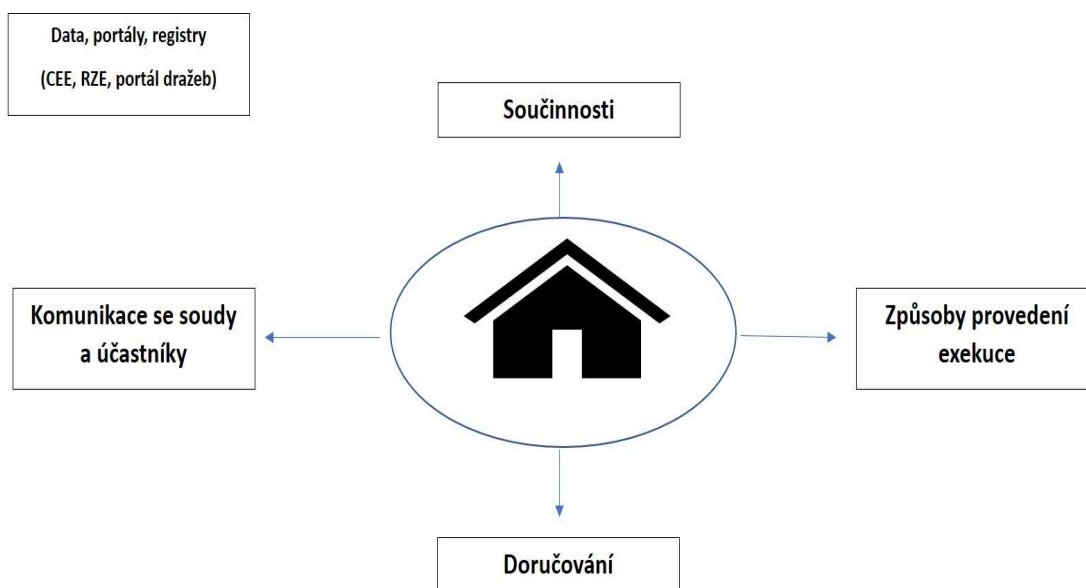 Data, portály, registry
(CEE, RZE, portál dražeb)
Součinnosti
Komunikace se soudy
a účastníky
Způsoby provedení
exekuce
Doručování